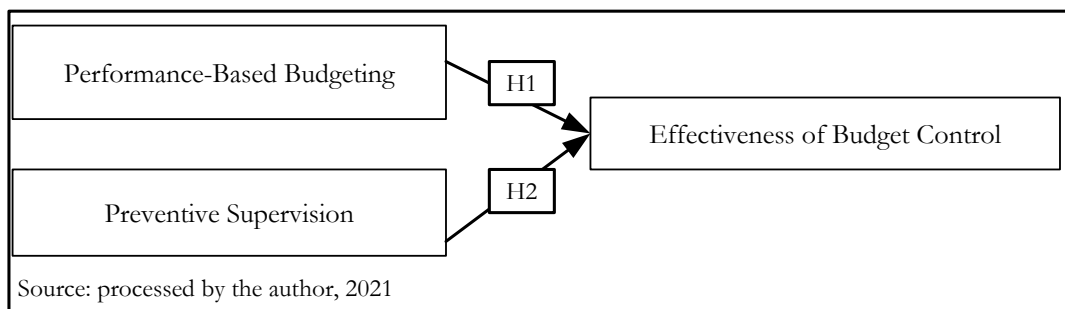 Performance-Based Budgeting
H1
Effectiveness of Budget Control
H2
Preventive Supervision
Source: processed by the author, 2021